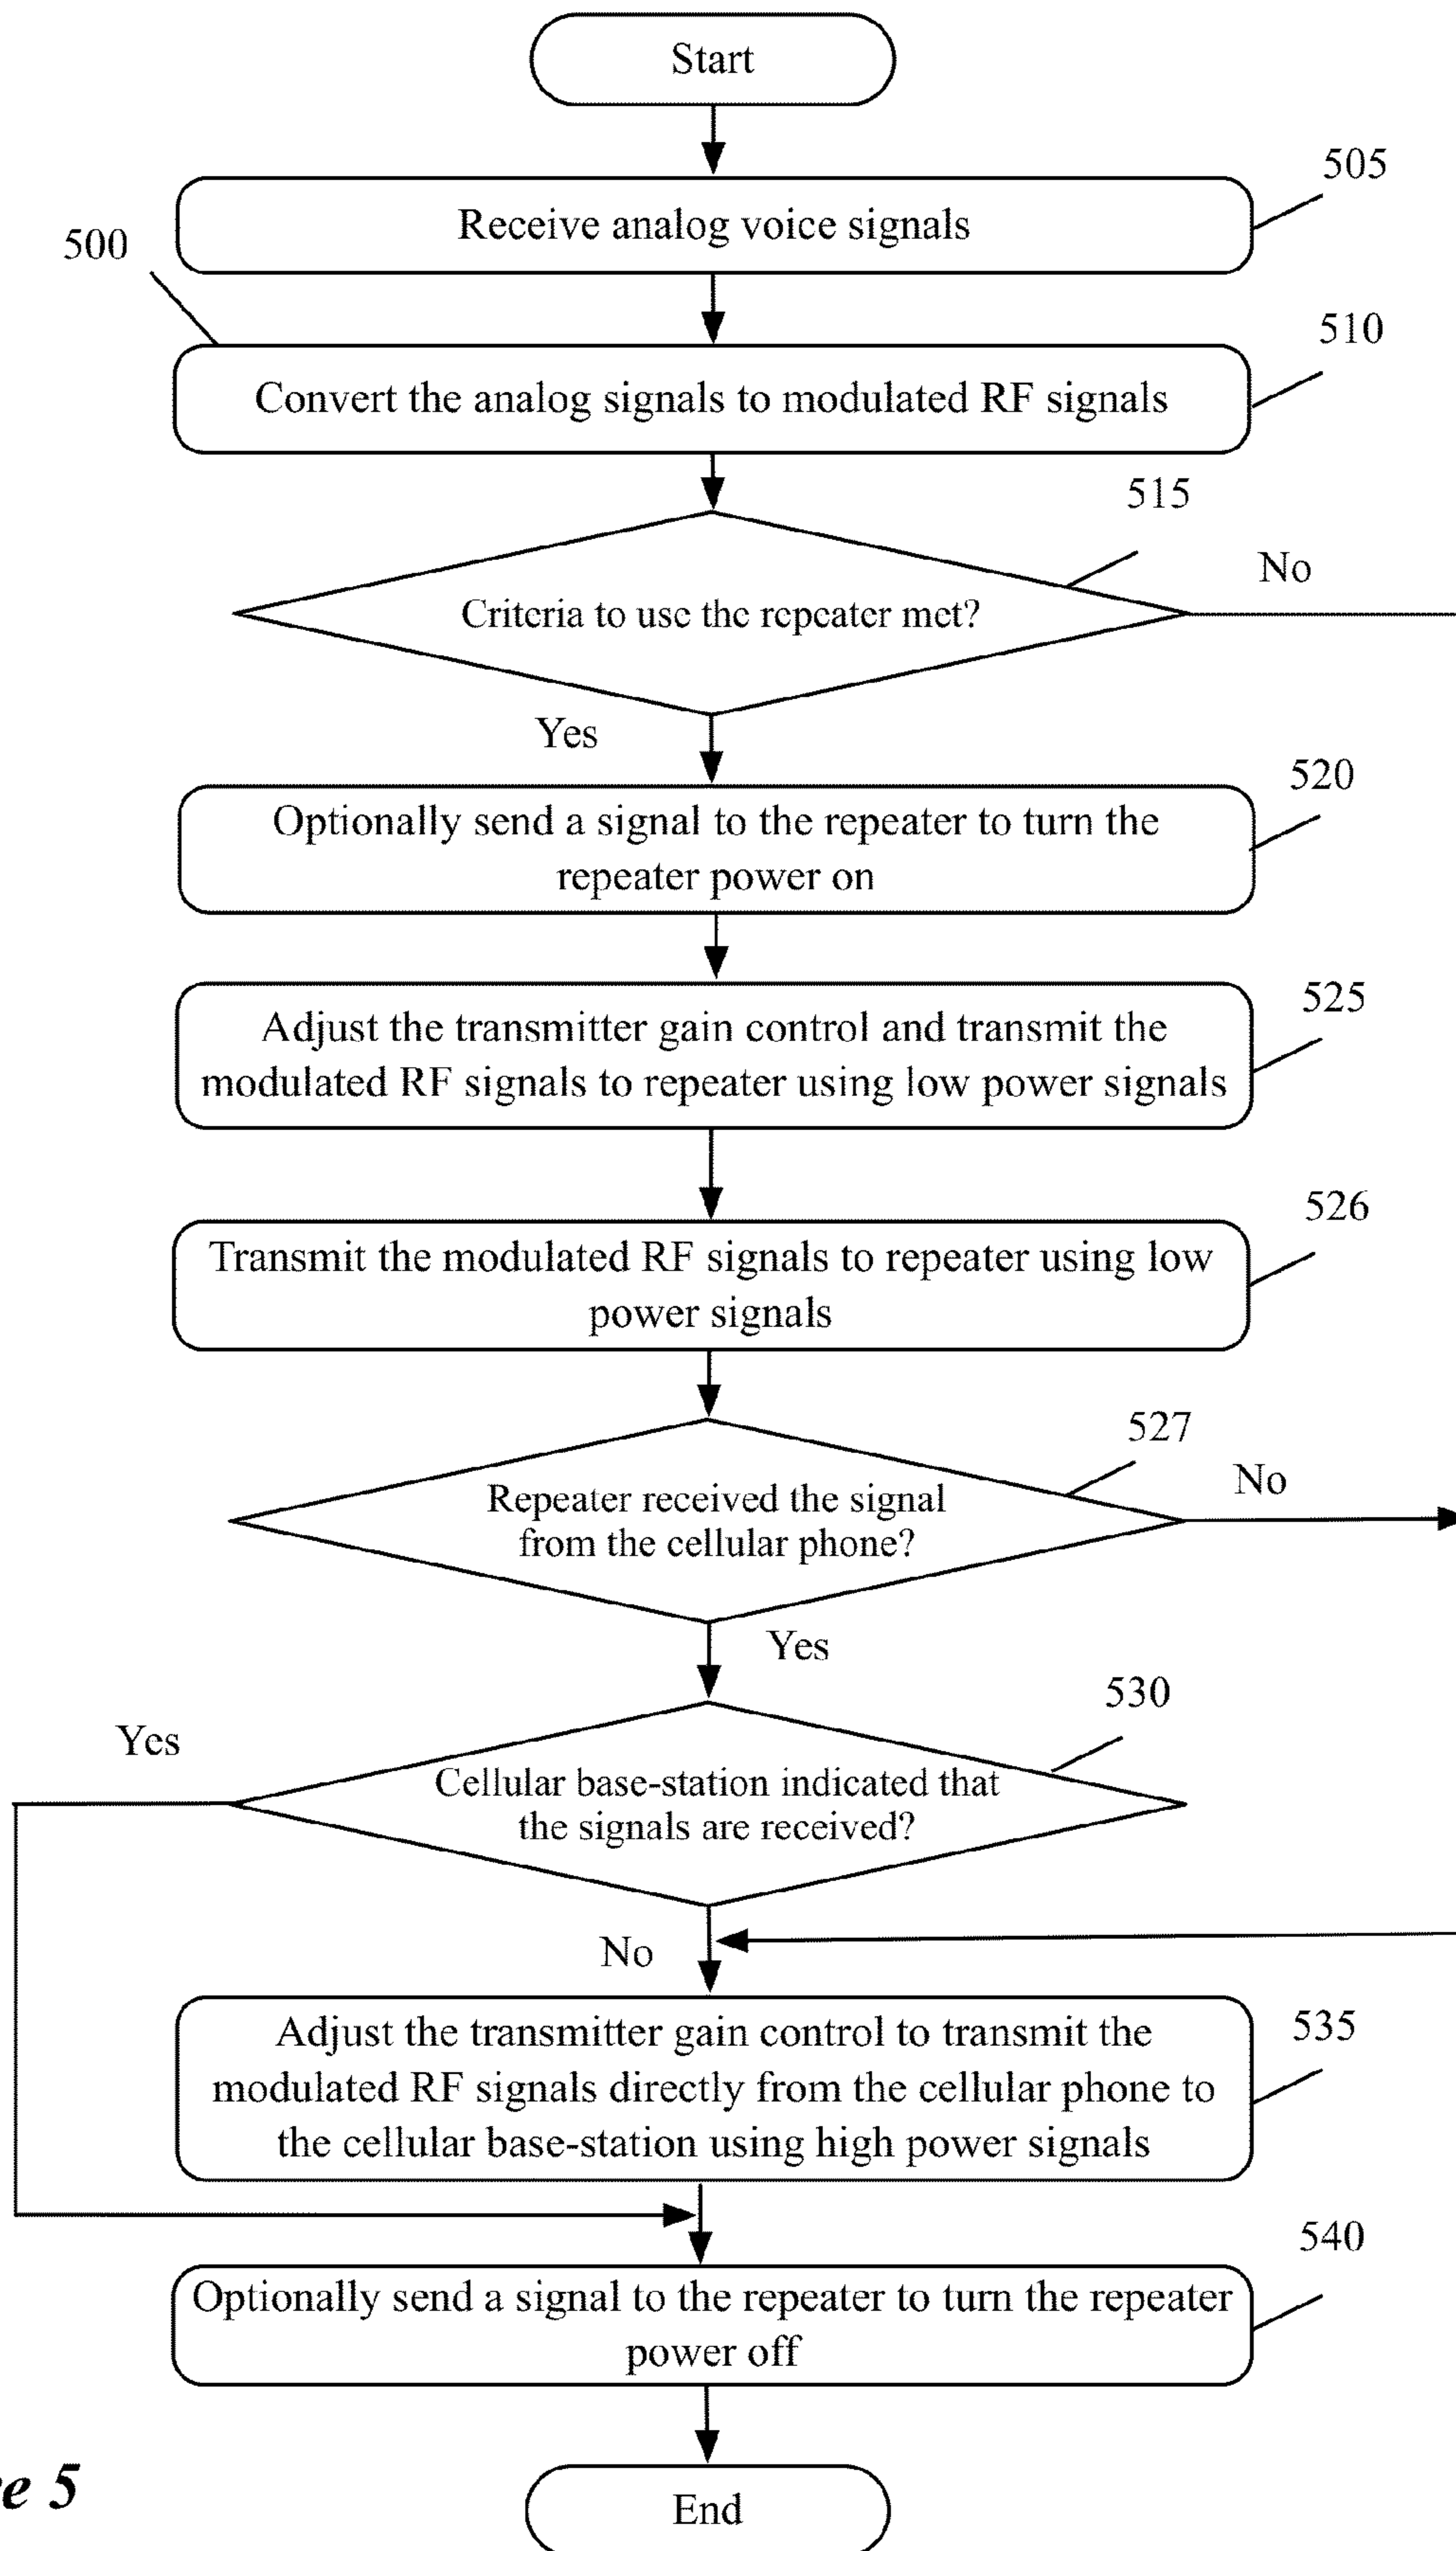 Start
505
Receive analog voice signals
500
510
Convert the analog signals to modulated RF signals
515
No
Criteria to use the repeater met?
Yes
520
Optionally send a signal to the repeater to turn the
repeater power on
525
Adjust the transmitter gain control and transmit the
modulated RF signals to repeater using low power signals
526
Transmit the modulated RF signals to repeater using low
power signals
527
No
Repeater received the signal
from the cellular phone?
Yes
530
Yes
Cellular base-station indicated that
the signals are received?
No
535
Adjust the transmitter gain control to transmit the
modulated RF signals directly from the cellular phone to
the cellular base-station using high power signals
540
Optionally send a signal to the repeater to turn the repeater
power off
End
5